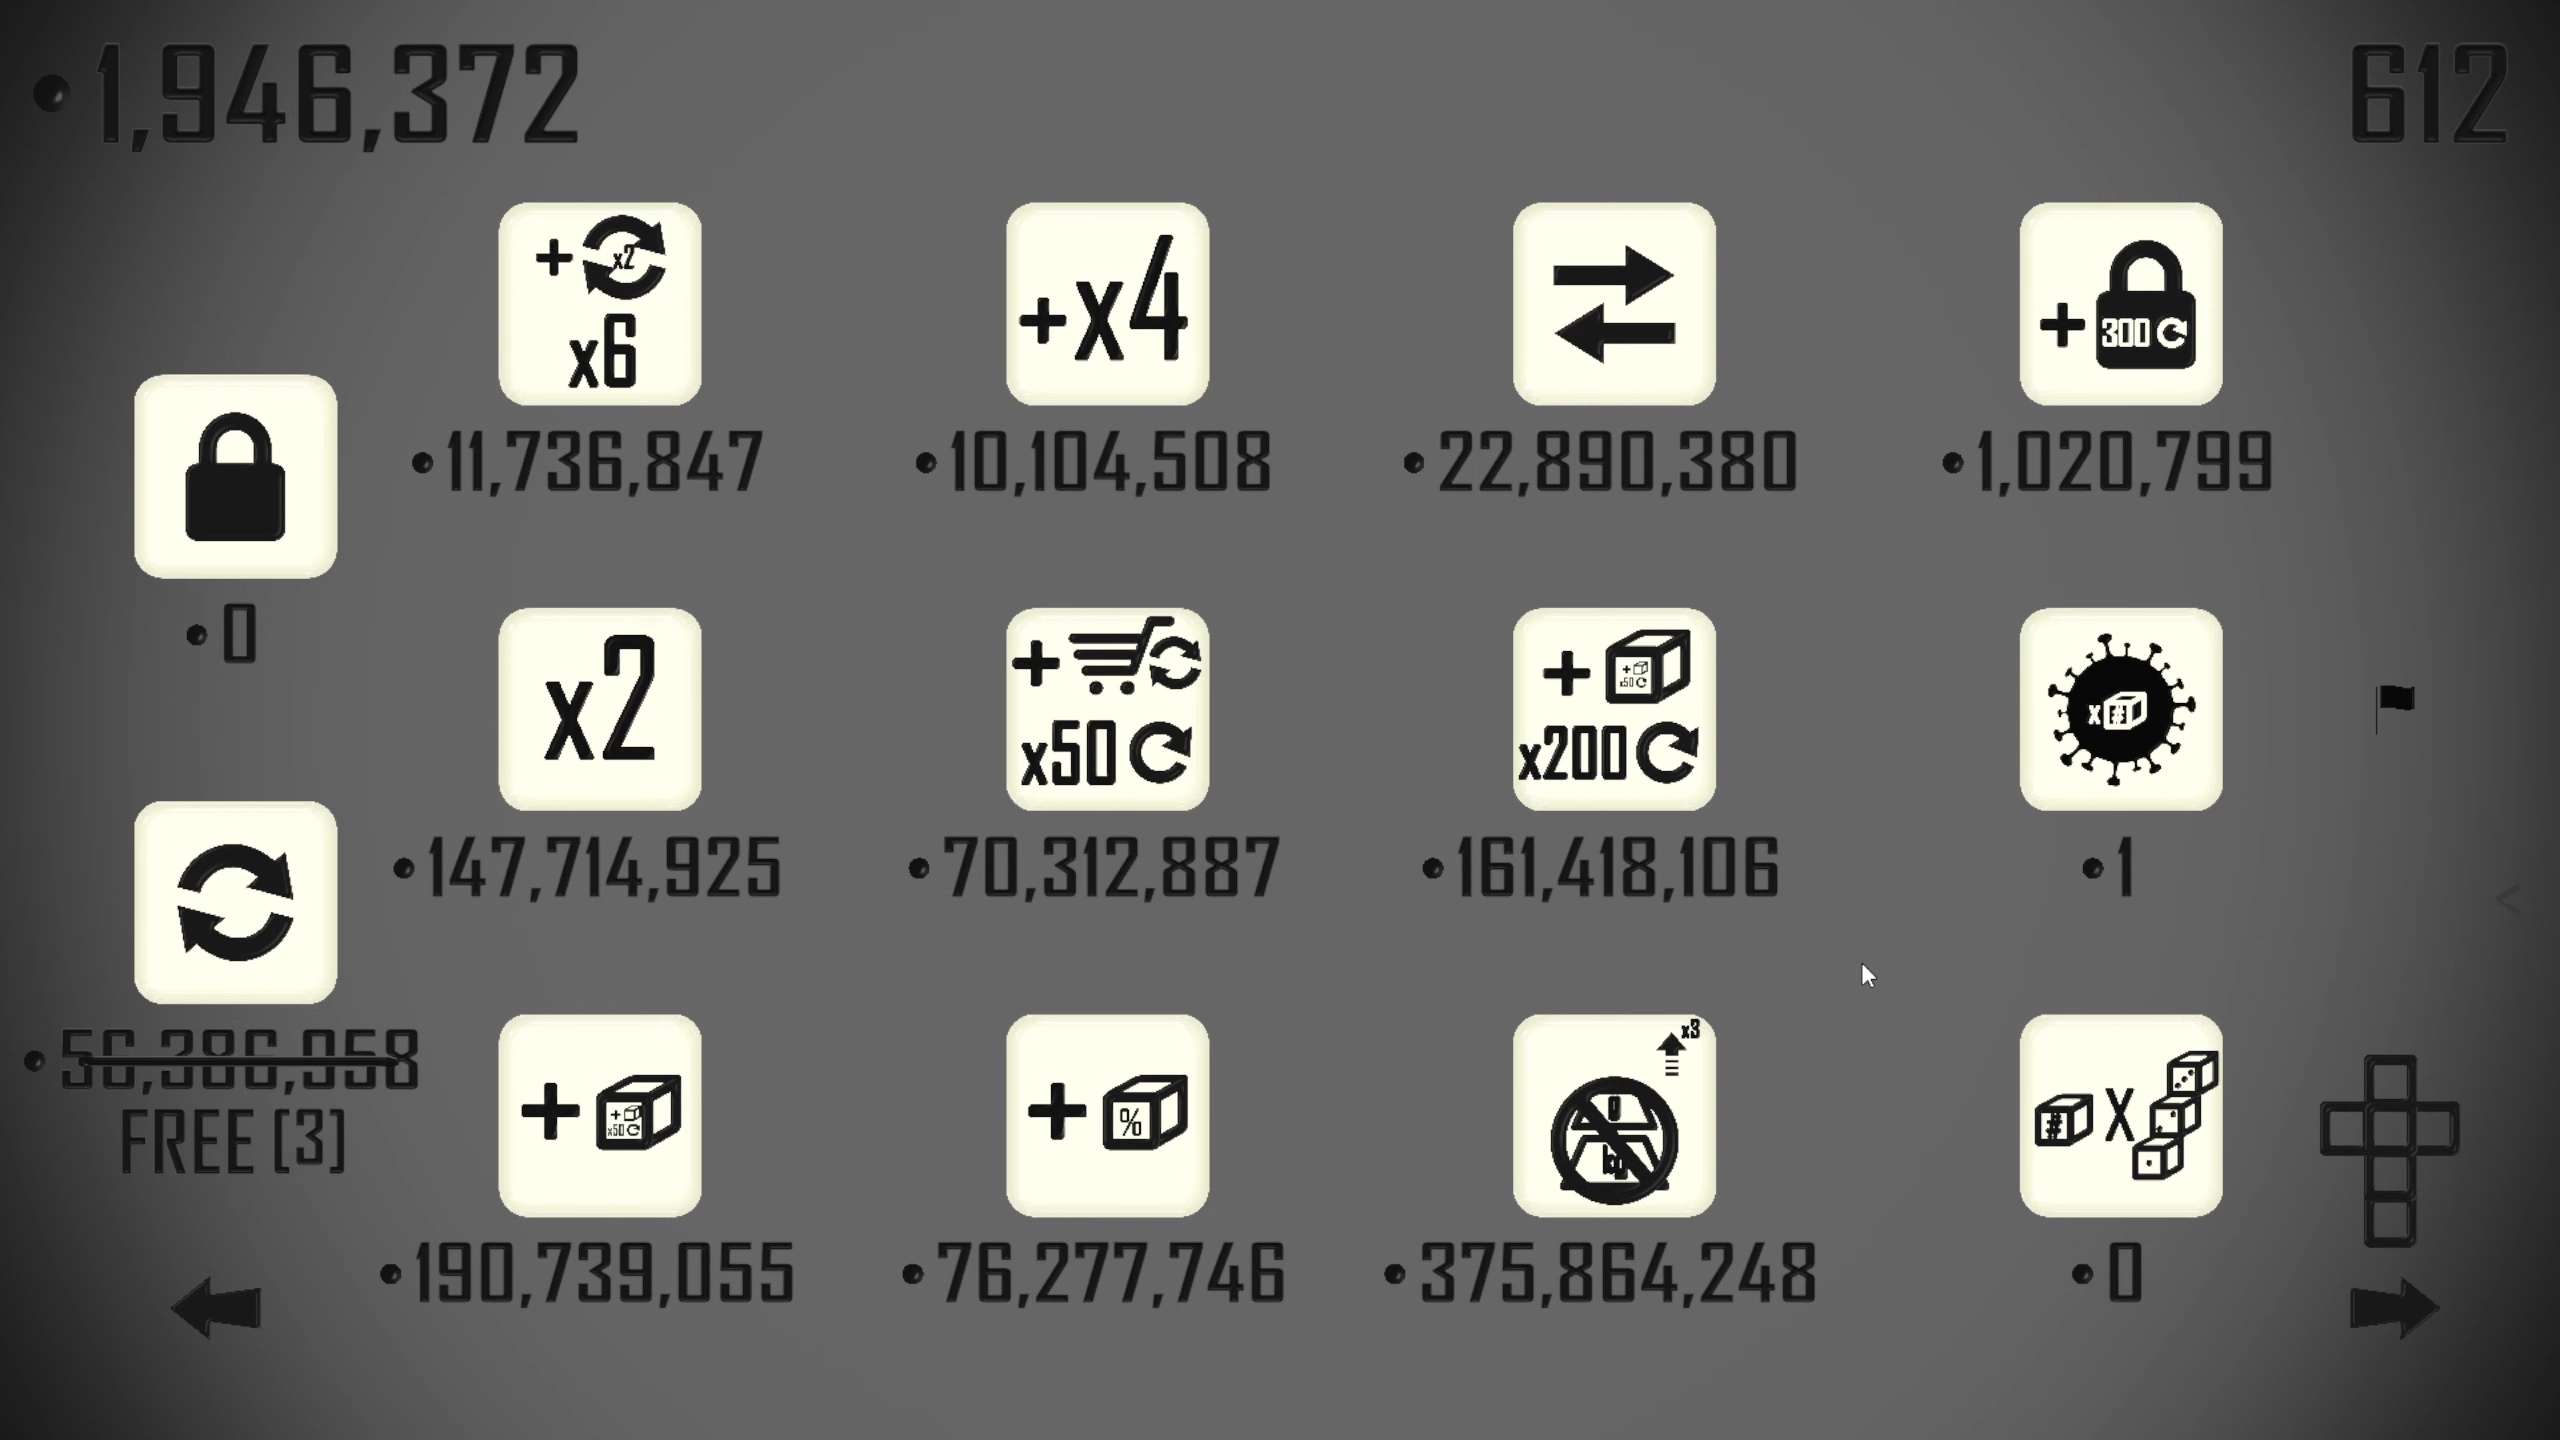 1,946,372
612
+ x2
x6
+x4
+ 300
11,736,847
10,104,508
22,890,380
1,020,799
0
x2
+
x50
+ +
x50
x200
x#
147,714,925
70,312,887
161,418,106
1
56,386,958
FREE [3]
+ +
x50
+ %
x3
0
kg
# X
190,739,055
76,277,746
375,864,248
0
<